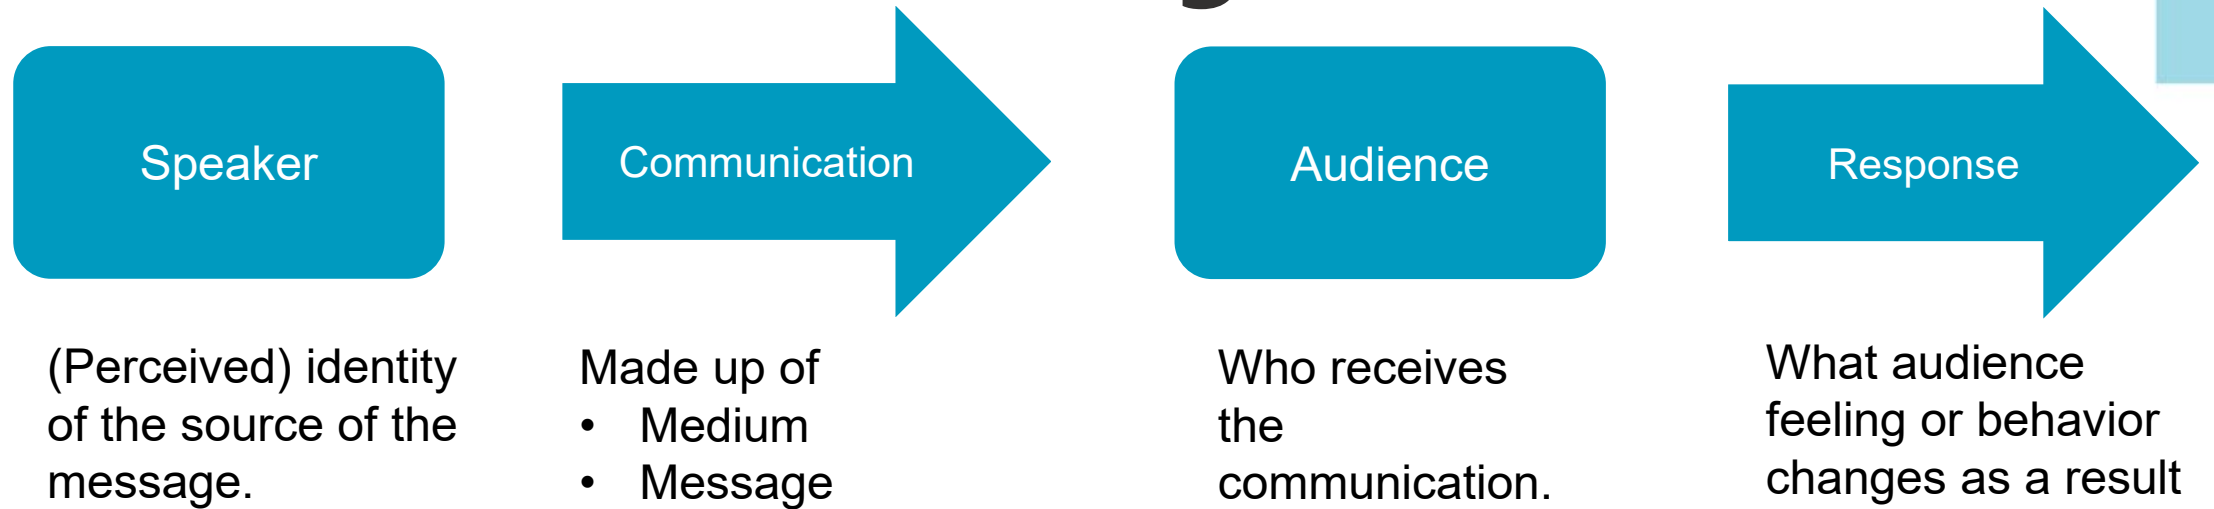 Speaker
Communication
Audience
Response
(Perceived) identity
of the source of the
message.
Made up of
• Medium
• Message
Who receives
the
communication.
What audience
feeling or behavior
changes as a result